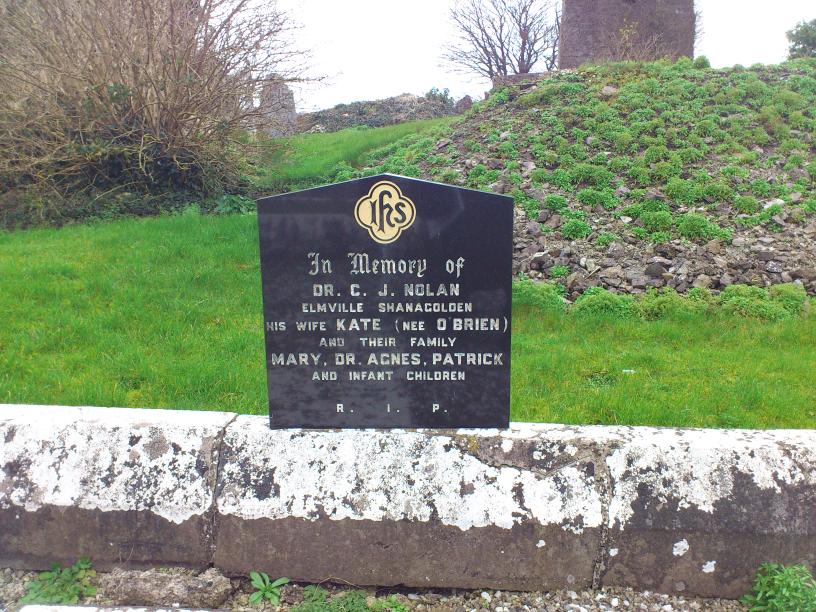 IHS
In Memory of
DR. C. J. NOLAN
ELMVILLE SHANAGOLDEN
HIS WIFE KATE (NEE O'BRIEN)
AND THEIR FAMILY
MARY, DR. AGNES, PATRICK
AND INFANT CHILDREN
R. I. P.